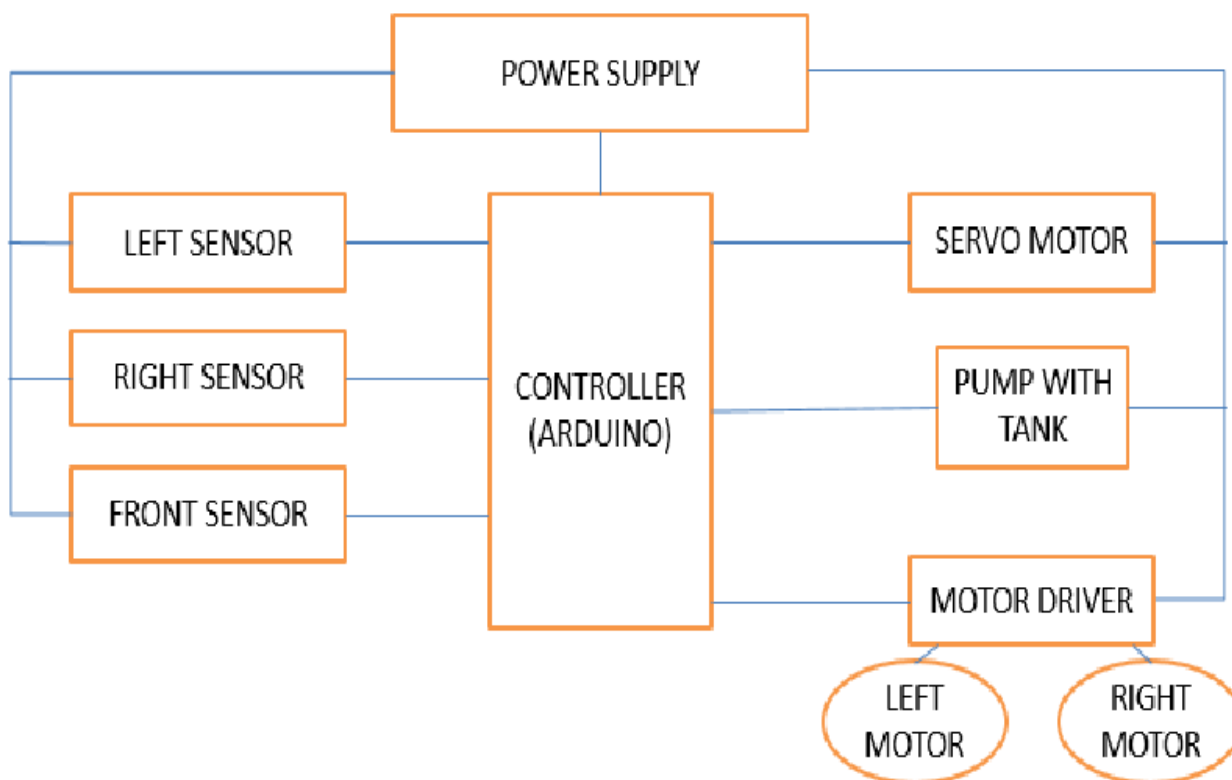 POWER SUPPLY
LEFT SENSOR
SERVO MOTOR
RIGHT SENSOR
CONTROLLER
(ARDUINO)
PUMP WITH
TANK
FRONT SENSOR
MOTOR DRIVER
LEFT
MOTOR
RIGHT
MOTOR